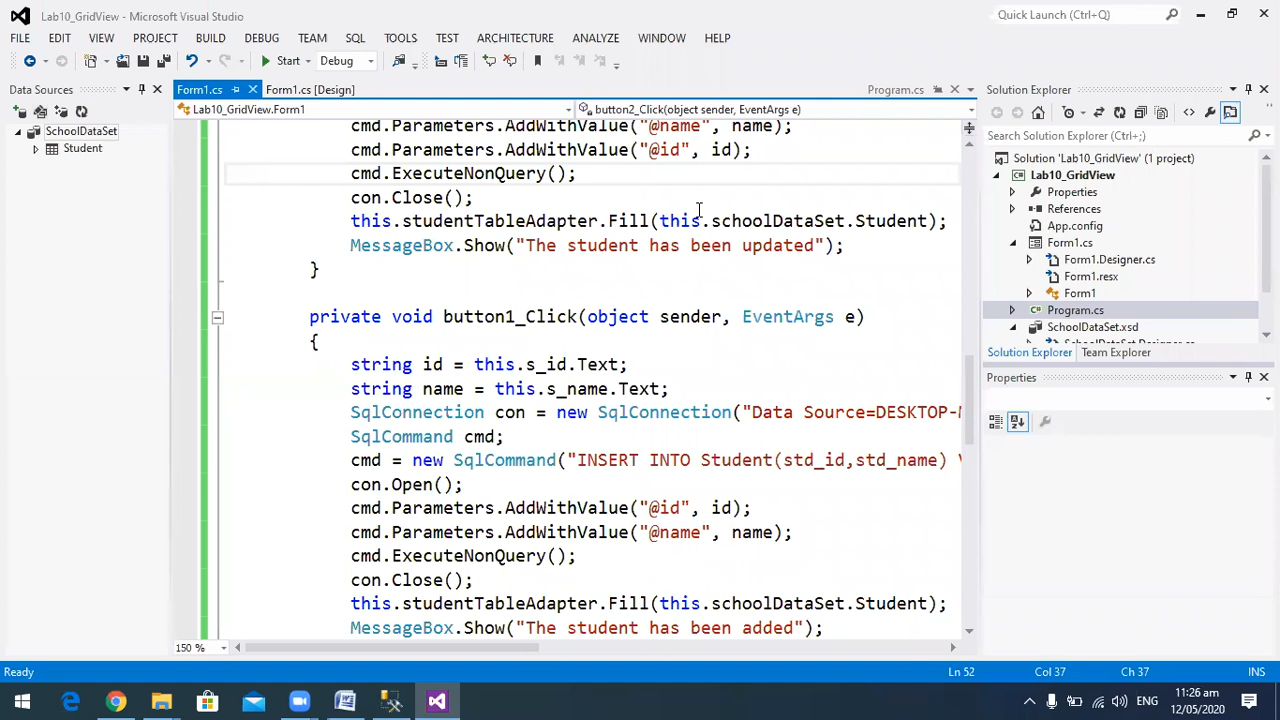 Lab10_GridView - Microsoft Visual Studio
Quick Launch (Ctrl+Q)
FILE EDIT VIEW PROJECT BUILD DEBUG TEAM SQL TOOLS TEST ARCHITECTURE ANALYZE WINDOW HELP
Start Debug
Data Sources
Form1.cs Form1.cs [Design] Program.cs
Solution Explorer
Lab10_GridView.Form1 button2_Click(object sender, EventArgs e)
SchoolDataSet
Student
cmd.Parameters.AddWithValue("@name", name);
cmd.Parameters.AddWithValue("@id", id);
cmd.ExecuteNonQuery();
con.Close();
this.studentTableAdapter.Fill(this.schoolDataSet.Student);
MessageBox.Show("The student has been updated");
}
private void button1_Click(object sender, EventArgs e)
{
string id = this.s_id.Text;
string name = this.s_name.Text;
SqlConnection con = new SqlConnection("Data Source=DESKTOP-
SqlCommand cmd;
cmd = new SqlCommand("INSERT INTO Student(std_id,std_name)
con.Open();
cmd.Parameters.AddWithValue("@id", id);
cmd.Parameters.AddWithValue("@name", name);
cmd.ExecuteNonQuery();
con.Close();
this.studentTableAdapter.Fill(this.schoolDataSet.Student);
MessageBox.Show("The student has been added");
150 %
Search Solution Explorer (Ctrl+;)
Solution 'Lab10_GridView' (1 project)
Lab10_GridView
Properties
References
App.config
Form1.cs
Form1.Designer.cs
Form1.resx
Form1
Program.cs
SchoolDataSet.xsd
SchoolDataSet.Designer.cs
Solution Explorer Team Explorer
Properties
Ready Ln 52 Col 37 Ch 37 INS
ENG
11:26 am
12/05/2020